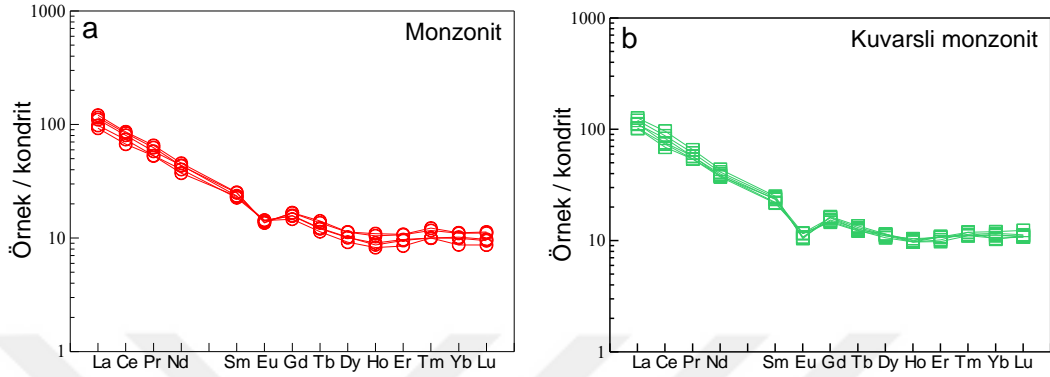 a
Monzonit
Örnek / kondrit
1000
100
10
1
La Ce Pr Nd Sm Eu Gd Tb Dy Ho Er Tm Yb Lu
b
Kuvarsli monzonit
Örnek / kondrit
1000
100
10
1
La Ce Pr Nd Sm Eu Gd Tb Dy Ho Er Tm Yb Lu